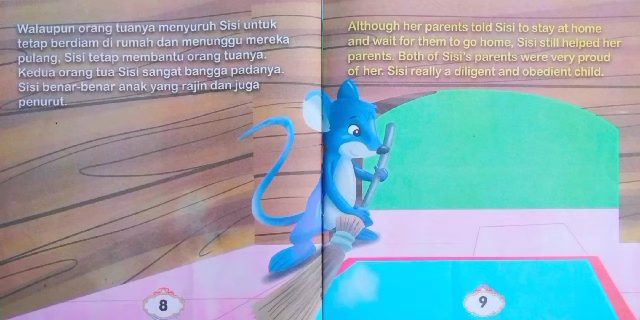 Walaupun orang tuanya menyuruh Sisi untuk
tetap berdiam di rumah dan menunggu mereka
pulang, Sisi tetap membantu orang tuanya.
Kedua orang tua Sisi sangat bangga padanya.
Sisi benar-benar anak yang rajin dan juga
penurut.
8
Although her parents told Sisi to stay at home
and wait for them to go home, Sisi still helped her
parents. Both of Sisi's parents were very proud
of her. Sisi really a diligent and obedient child.
9